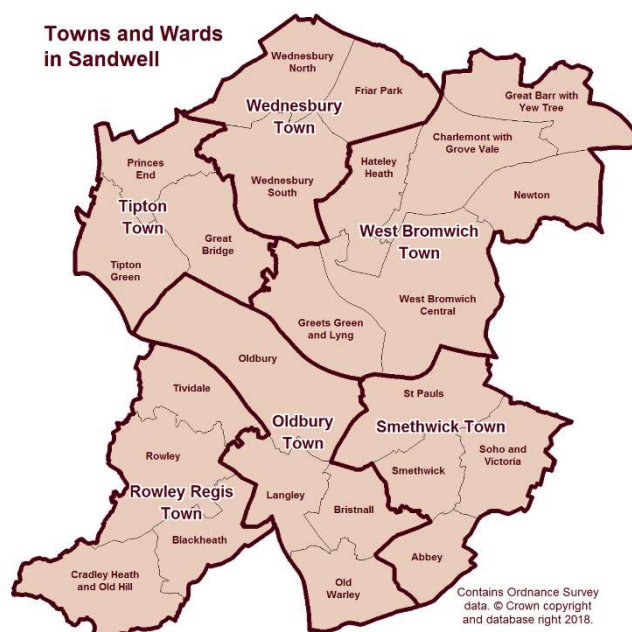 Towns and Wards
in Sandwell
Wednesbury
North
Friar Park
Wednesbury
Town
Wednesbury
South
Great Barr with
Yew Tree
Charlemont with
Grove Vale
Hateley
Heath
Newton
West Bromwich
Town
West Bromwich
Central
Greets Green
and Lyng
Princes
End
Tipton
Town
Great
Bridge
Tipton
Green
Oldbury
Oldbury
Town
Langley
Bristnall
Old
Warley
Tividale
Rowley
Rowley Regis
Town
Blackheath
Cradley Heath
and Old Hill
St Pauls
Smethwick Town
Soho and
Victoria
Smethwick
Abbey
Contains Ordnance Survey
data. © Crown copyright
and database right 2018.